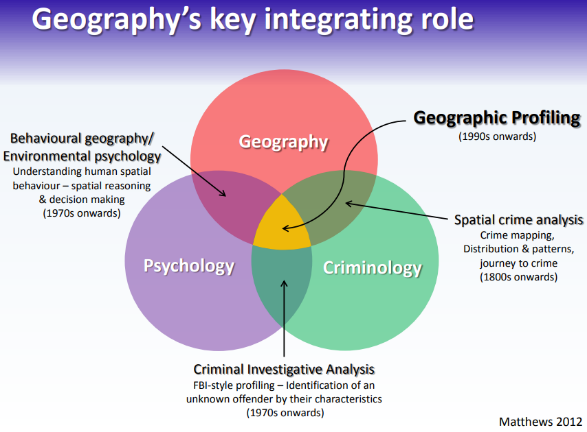 Geography's key integrating role
Geographic Profiling
(1990s onwards)
Behavioural geography/
Environmental psychology
Understanding human spatial
behaviour – spatial reasoning
& decision making
(1970s onwards)
Geography
Spatial crime analysis
Crime mapping,
Distribution & patterns,
journey to crime
(1800s onwards)
Psychology
Criminology
Criminal Investigative Analysis
FBI-style profiling – Identification of an
unknown offender by their characteristics
(1970s onwards)
Matthews 2012